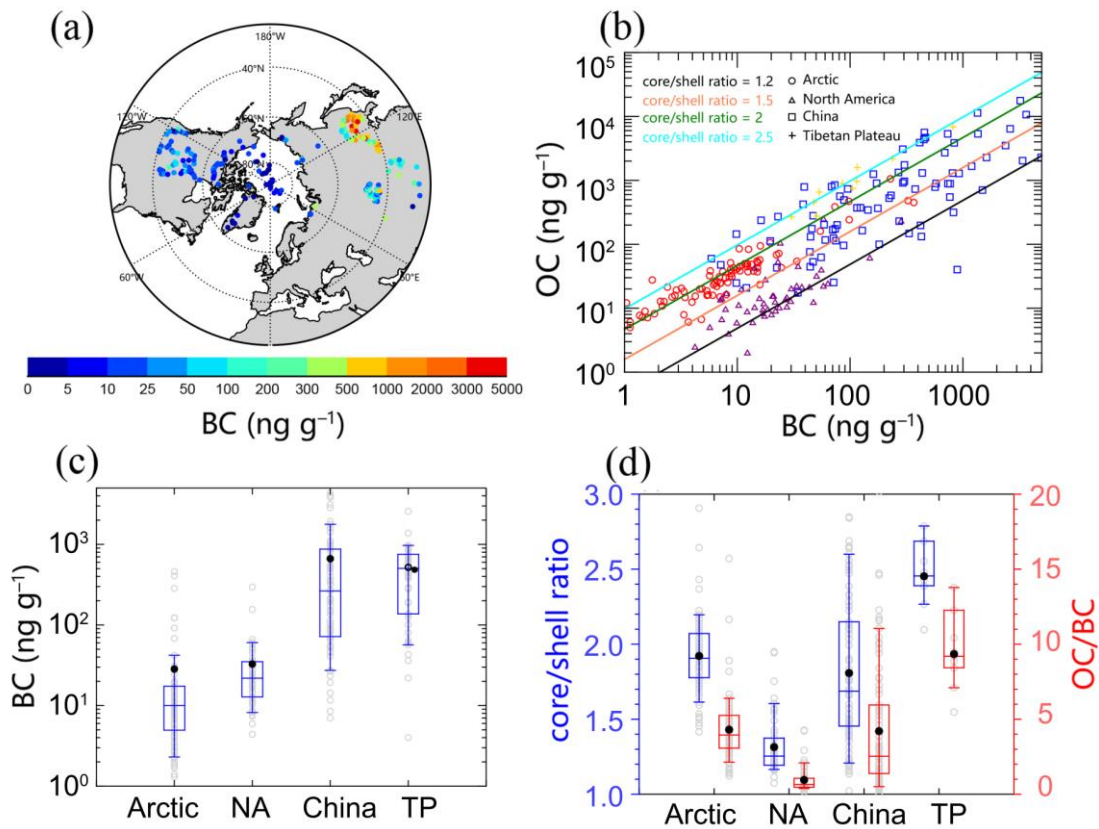 (a)
180°W
40°N
60°N
80°N
120°W
120°E
60°W
60°E
0 5 10 25 50 100 200 300 500 1000 2000 3000 5000
BC (ng g⁻¹)
(b)
10⁵
10⁴
10³
10²
10¹
10⁰
OC (ng g⁻¹)
core/shell ratio = 1.2 Arctic
core/shell ratio = 1.5 North America
core/shell ratio = 2 China
core/shell ratio = 2.5 Tibetan Plateau
1 10 100 1000
BC (ng g⁻¹)
(c)
BC (ng g⁻¹)
10³
10²
10¹
10⁰
Arctic NA China TP
(d)
core/shell ratio
3.0
2.5
2.0
1.5
1.0
20
15
10
5
0
OC/BC
Arctic NA China TP